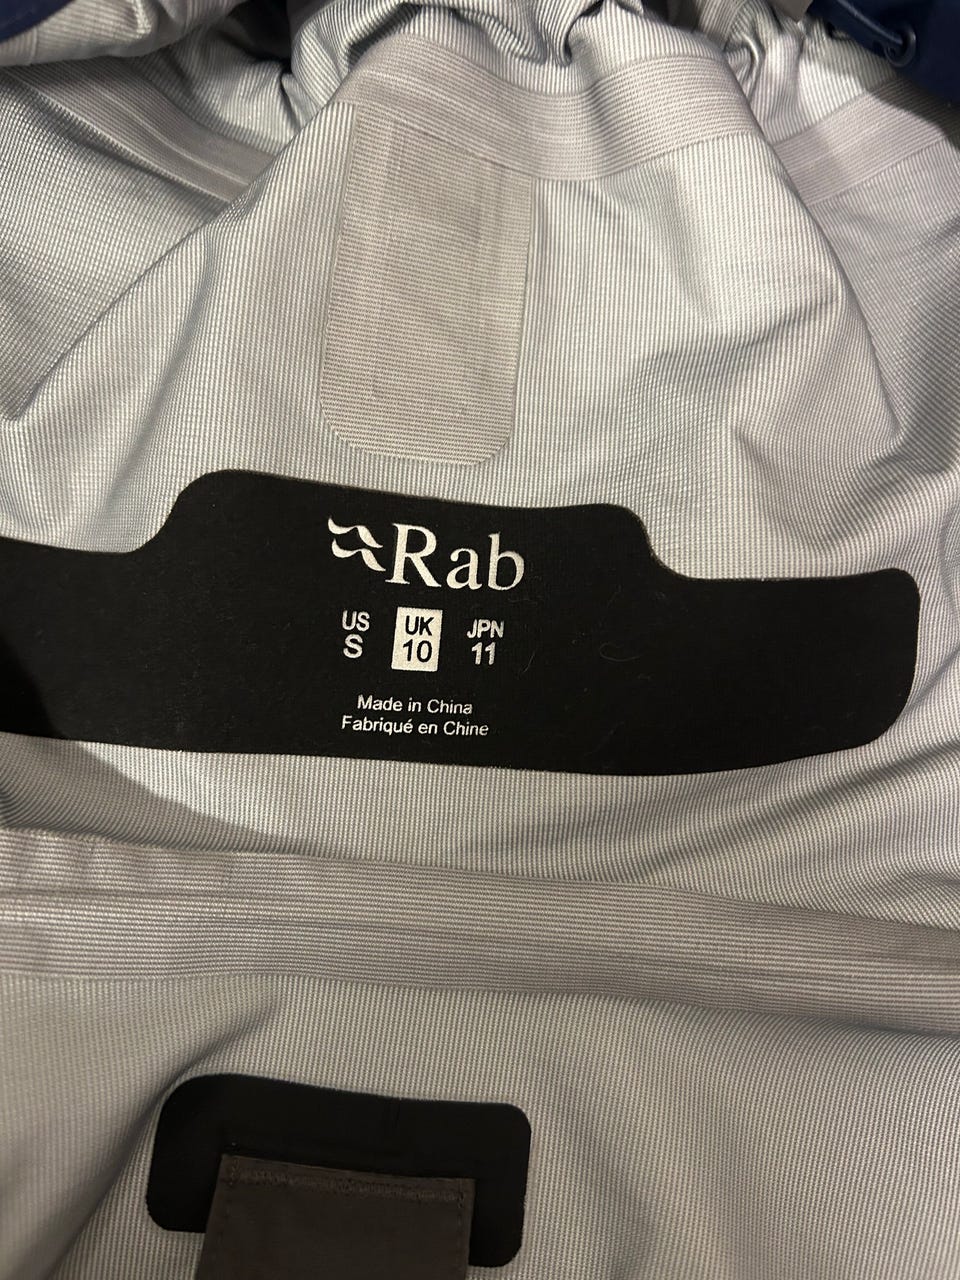 Rab
US UK JPN
S 10 11
Made in China
Fabriqué en Chine